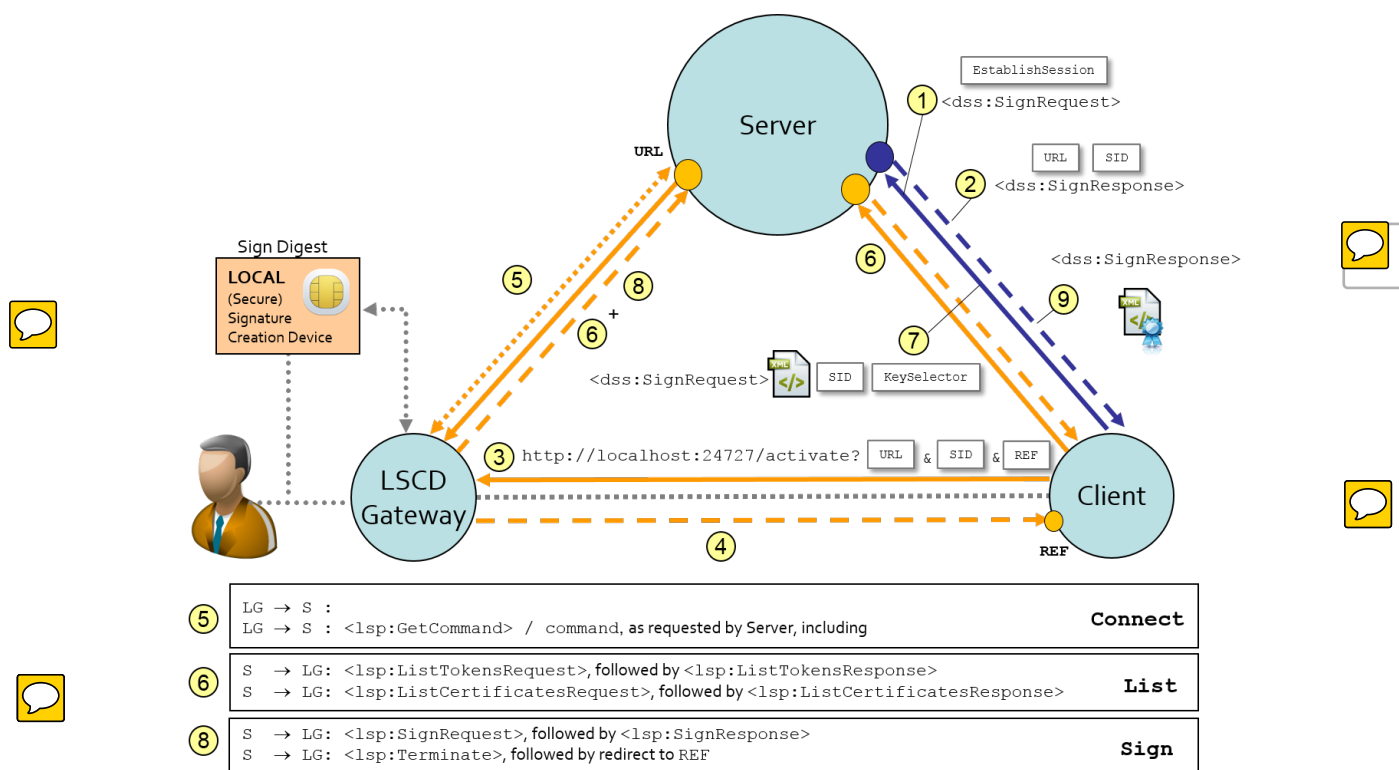 EstablishSession
1
<dss:SignRequest>
Server
URL
URL
SID
2
<dss:SignResponse>
Sign Digest
LOCAL
(Secure)
Signature
Creation Device
5
8
+
6
6
<dss:SignResponse>
9
7
XML
</>
XML
</>
<dss:SignRequest>
SID
KeySelector
3
http://localhost:24727/activate?
URL
&
SID
&
REF
LSCD
Gateway
Client
4
REF
5
LG → S :
LG → S : <lsp:GetCommand> / command, as requested by Server, including
Connect
6
S → LG: <lsp:ListTokensRequest>, followed by <lsp:ListTokensResponse>
S → LG: <lsp:ListCertificatesRequest>, followed by <lsp:ListCertificatesResponse>
List
8
S → LG: <lsp:SignRequest>, followed by <lsp:SignResponse>
S → LG: <lsp:Terminate>, followed by redirect to REF
Sign